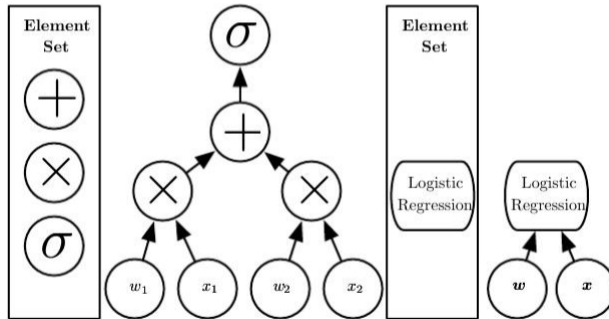 Element
Set
+
×
σ
σ
+
×
×
w₁
x₁
w₂
x₂
Element
Set
Logistic
Regression
Logistic
Regression
w
x